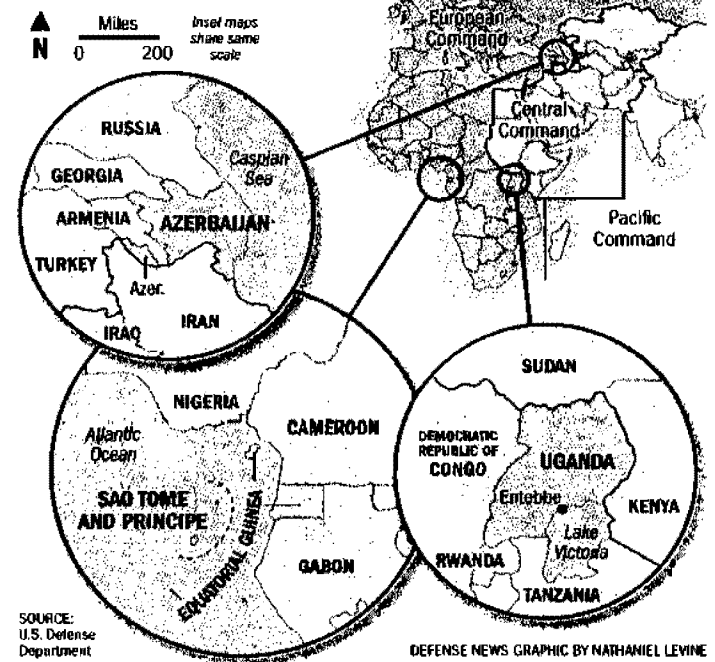 Miles
0 200
N
Inset maps
share same
scale
European
Command
Central
Command
Pacific
Command
RUSSIA
GEORGIA
Caspian
Sea
ARMENIA
AZERBAIJAN
TURKEY
Azer.
IRAQ
IRAN
NIGERIA
CAMEROON
Atlantic
Ocean
SAO TOME
AND PRINCIPE
EQUATORIAL GUINEA
GABON
SUDAN
DEMOCRATIC
REPUBLIC OF
CONGO
UGANDA
Entebbe
KENYA
Lake
Victoria
RWANDA
TANZANIA
SOURCE:
U.S. Defense
Department
DEFENSE NEWS GRAPHIC BY NATHANIEL LEVINE